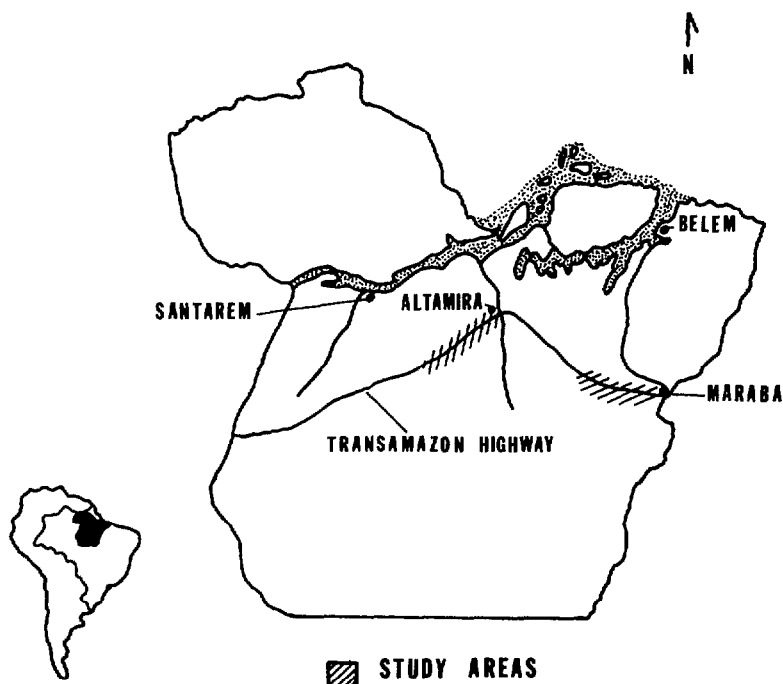 N
BELEM
SANTAREM
ALTAMIRA
MARABA
TRANSAMAZON HIGHWAY
STUDY AREAS